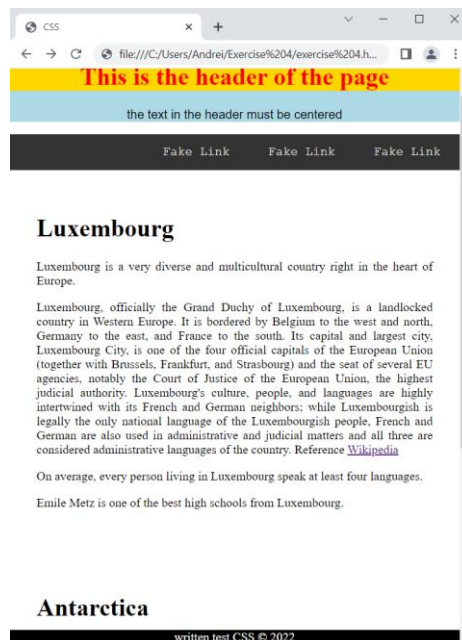 CSS
file:///C:/Users/Andrei/Exercise%204/exercise%204.h...
This is the header of the page
the text in the header must be centered
Fake Link Fake Link Fake Link
Luxembourg
Luxembourg is a very diverse and multicultural country right in the heart of
Europe.
Luxembourg, officially the Grand Duchy of Luxembourg, is a landlocked
country in Western Europe. It is bordered by Belgium to the west and north,
Germany to the east, and France to the south. Its capital and largest city,
Luxembourg City, is one of the four official capitals of the European Union
(together with Brussels, Frankfurt, and Strasbourg) and the seat of several EU
agencies, notably the Court of Justice of the European Union, the highest
judicial authority. Luxembourg's culture, people, and languages are highly
intertwined with its French and German neighbors; while Luxembourgish is
legally the only national language of the Luxembourgish people, French and
German are also used in administrative and judicial matters and all three are
considered administrative languages of the country. Reference Wikipedia
On average, every person living in Luxembourg speak at least four languages.
Emile Metz is one of the best high schools from Luxembourg.
Antarctica
written test CSS © 2022